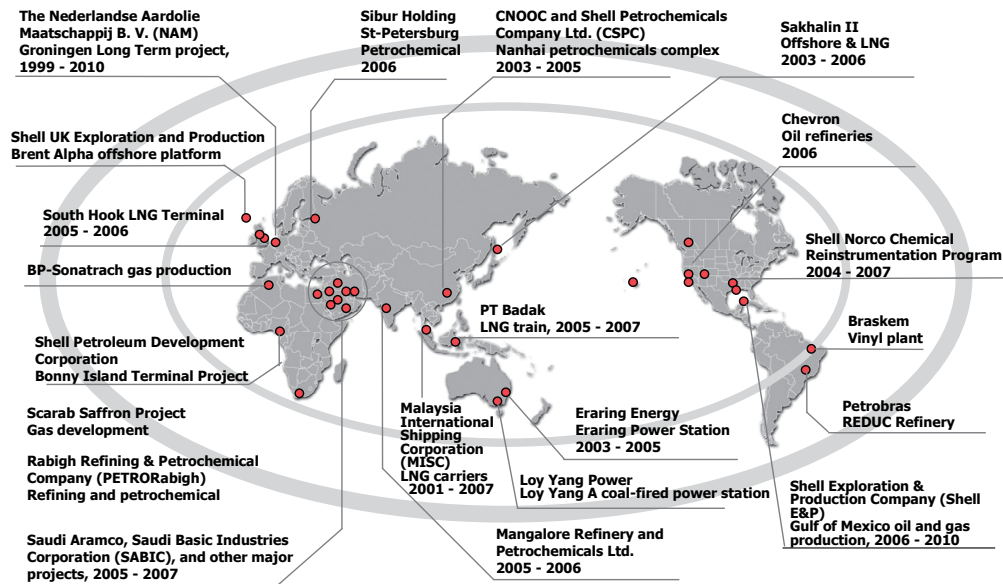 The Nederlandse Aardolie
Maatschappij B. V. (NAM)
Groningen Long Term project,
1999 - 2010
Sibur Holding
St-Petersburg
Petrochemical
2006
CNOOC and Shell Petrochemicals
Company Ltd. (CSPC)
Nanhai petrochemicals complex
2003 - 2005
Sakhalin II
Offshore & LNG
2003 - 2006
Chevron
Oil refineries
2006
Shell UK Exploration and Production
Brent Alpha offshore platform
South Hook LNG Terminal
2005 - 2006
Shell Norco Chemical
Reinstrumentation Program
2004 - 2007
BP-Sonatrach gas production
PT Badak
LNG train, 2005 - 2007
Braskem
Vinyl plant
Shell Petroleum Development
Corporation
Bonny Island Terminal Project
Scarab Saffron Project
Gas development
Malaysia
International
Shipping
Corporation
(MISC)
LNG carriers
2001 - 2007
Eraring Energy
Eraring Power Station
2003 - 2005
Petrobras
REDUC Refinery
Rabigh Refining & Petrochemical
Company (PETRORabigh)
Refining and petrochemical
Loy Yang Power
Loy Yang A coal-fired power station
Shell Exploration &
Production Company (Shell
E&P)
Gulf of Mexico oil and gas
production, 2006 - 2010
Saudi Aramco, Saudi Basic Industries
Corporation (SABIC), and other major
projects, 2005 - 2007
Mangalore Refinery and
Petrochemicals Ltd.
2005 - 2006